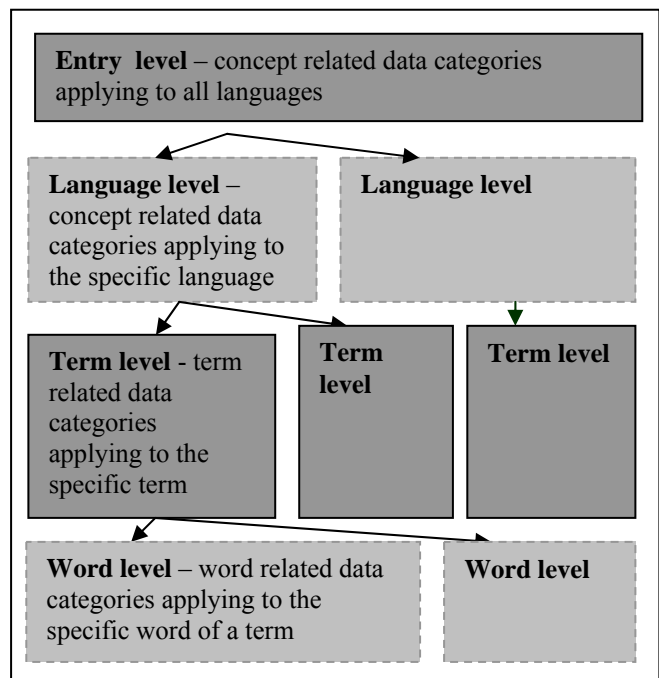 Entry level – concept related data categories
applying to all languages
Language level –
concept related data
categories applying to
the specific language
Language level
Term level - term
related data
categories
applying to the
specific term
Term
level
Term level
Word level – word related data
categories applying to the
specific word of a term
Word level